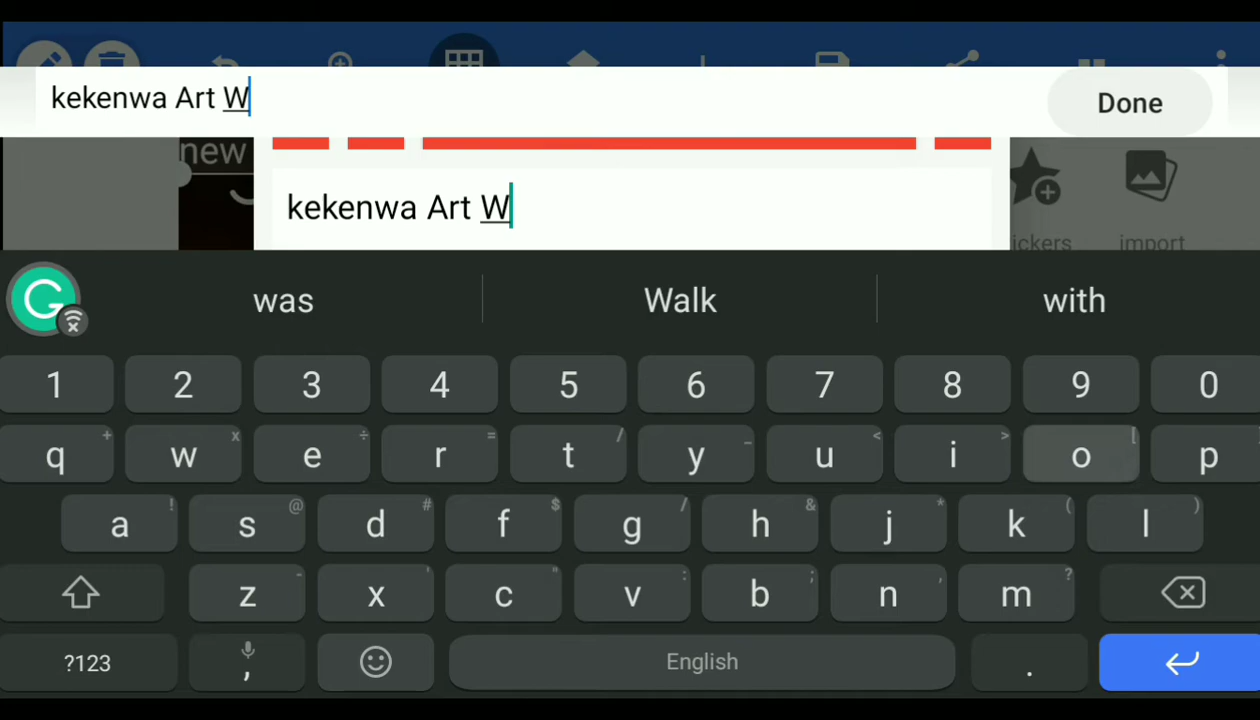 kekenwa Art W
Done
new
kekenwa Art W
ickers
import
was Walk with
1 2 3 4 5 6 7 8 9 0
q + w x e ÷ r = t / y _ u < i > o [ p
a ! s @ d # f $ g / h & j * k ( l )
z - x ' c " v : b ; n , m ?
?123 , English .